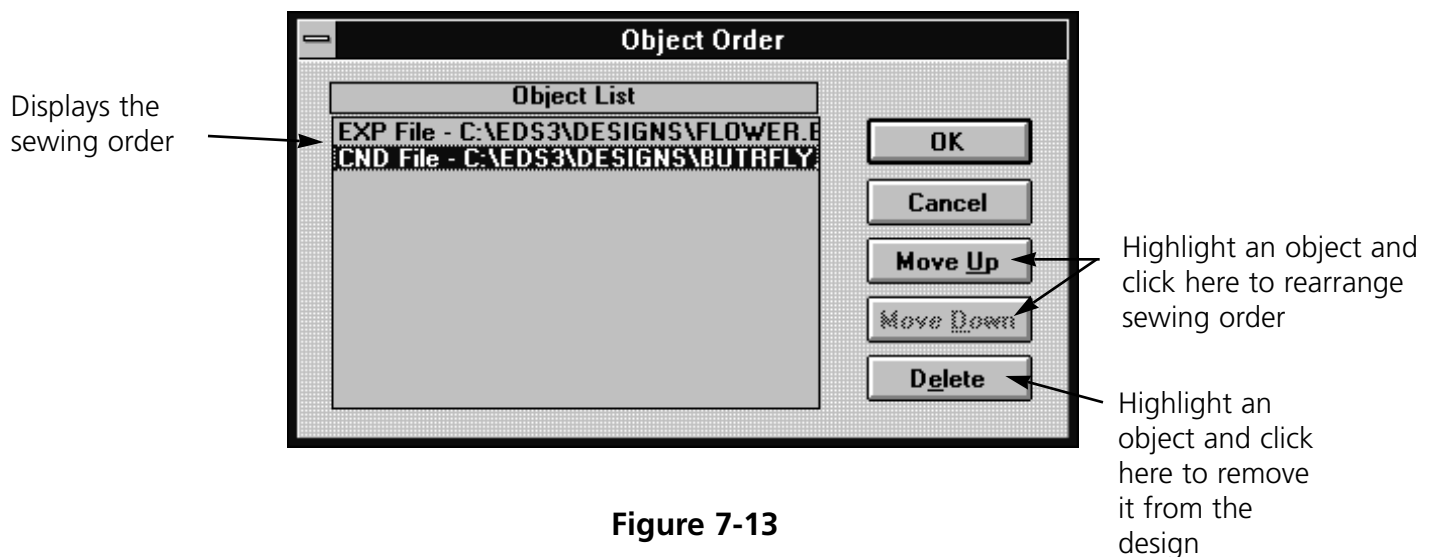 Object Order
Displays the
sewing order
Object List
EXP File - C:\EDS3\DESIGNS\FLOWER.E
CND File - C:\EDS3\DESIGNS\BUTRFLY.
OK
Cancel
Move Up
Move Down
Delete
Highlight an object and
click here to rearrange
sewing order
Highlight an
object and click
here to remove
it from the
design
Figure 7-13